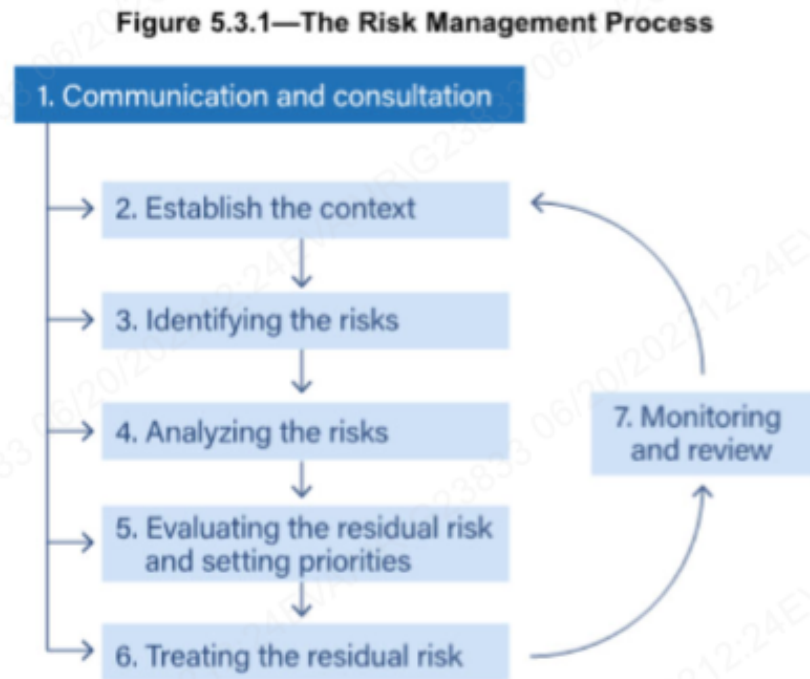 Figure 5.3.1—The Risk Management Process
1. Communication and consultation
2. Establish the context
3. Identifying the risks
4. Analyzing the risks
5. Evaluating the residual risk
and setting priorities
6. Treating the residual risk
7. Monitoring
and review